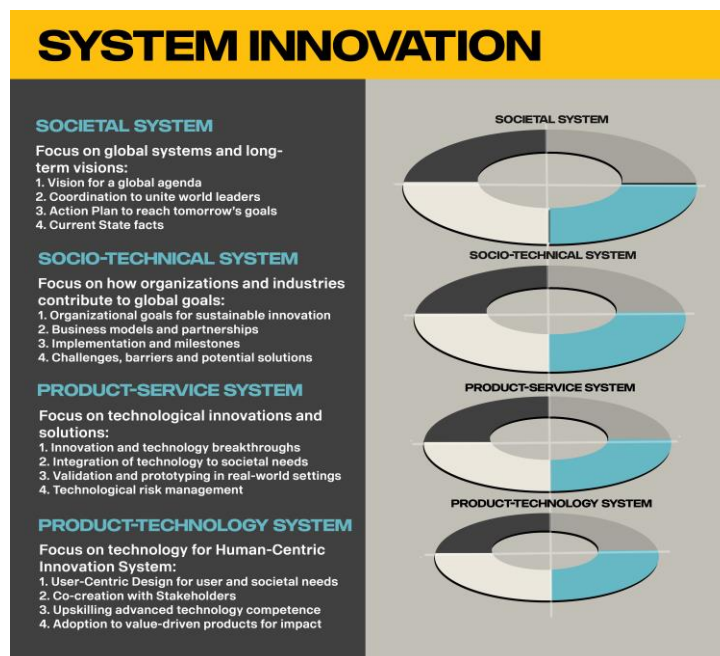 SYSTEM INNOVATION
SOCIETAL SYSTEM
Focus on global systems and long-
term visions:
1. Vision for a global agenda
2. Coordination to unite world leaders
3. Action Plan to reach tomorrow's goals
4. Current State facts
SOCIO-TECHNICAL SYSTEM
Focus on how organizations and industries
contribute to global goals:
1. Organizational goals for sustainable innovation
2. Business models and partnerships
3. Implementation and milestones
4. Challenges, barriers and potential solutions
PRODUCT-SERVICE SYSTEM
Focus on technological innovations and
solutions:
1. Innovation and technology breakthroughs
2. Integration of technology to societal needs
3. Validation and prototyping in real-world settings
4. Technological risk management
PRODUCT-TECHNOLOGY SYSTEM
Focus on technology for Human-Centric
Innovation System:
1. User-Centric Design for user and societal needs
2. Co-creation with Stakeholders
3. Upskilling advanced technology competence
4. Adoption to value-driven products for impact
SOCIETAL SYSTEM
SOCIO-TECHNICAL SYSTEM
PRODUCT-SERVICE SYSTEM
PRODUCT-TECHNOLOGY SYSTEM